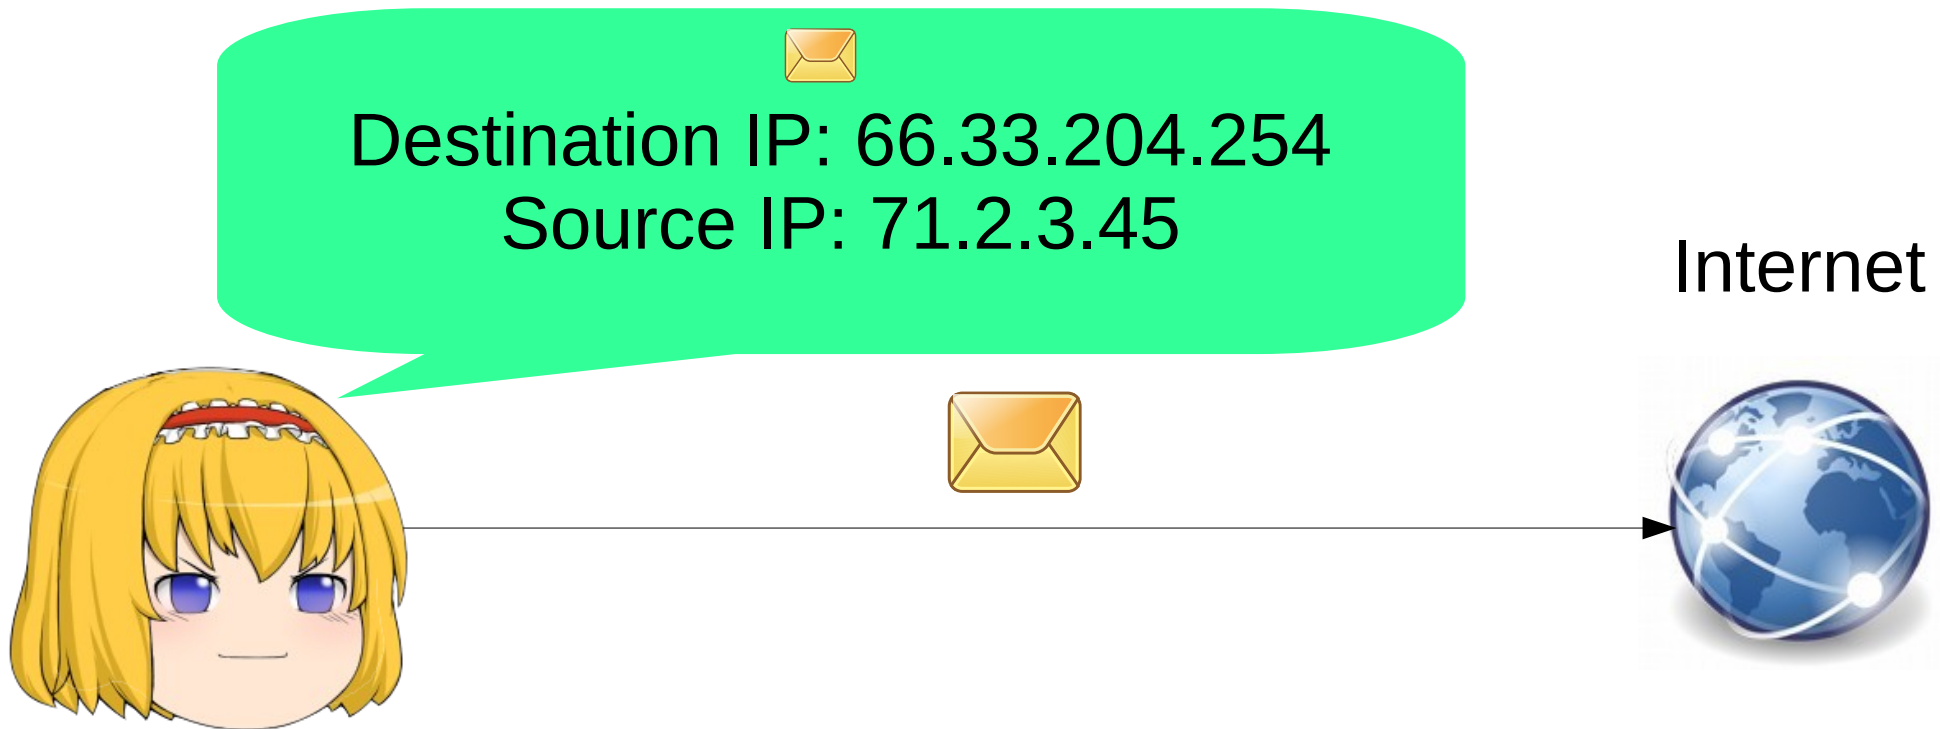 Destination IP: 66.33.204.254
Source IP: 71.2.3.45
Internet